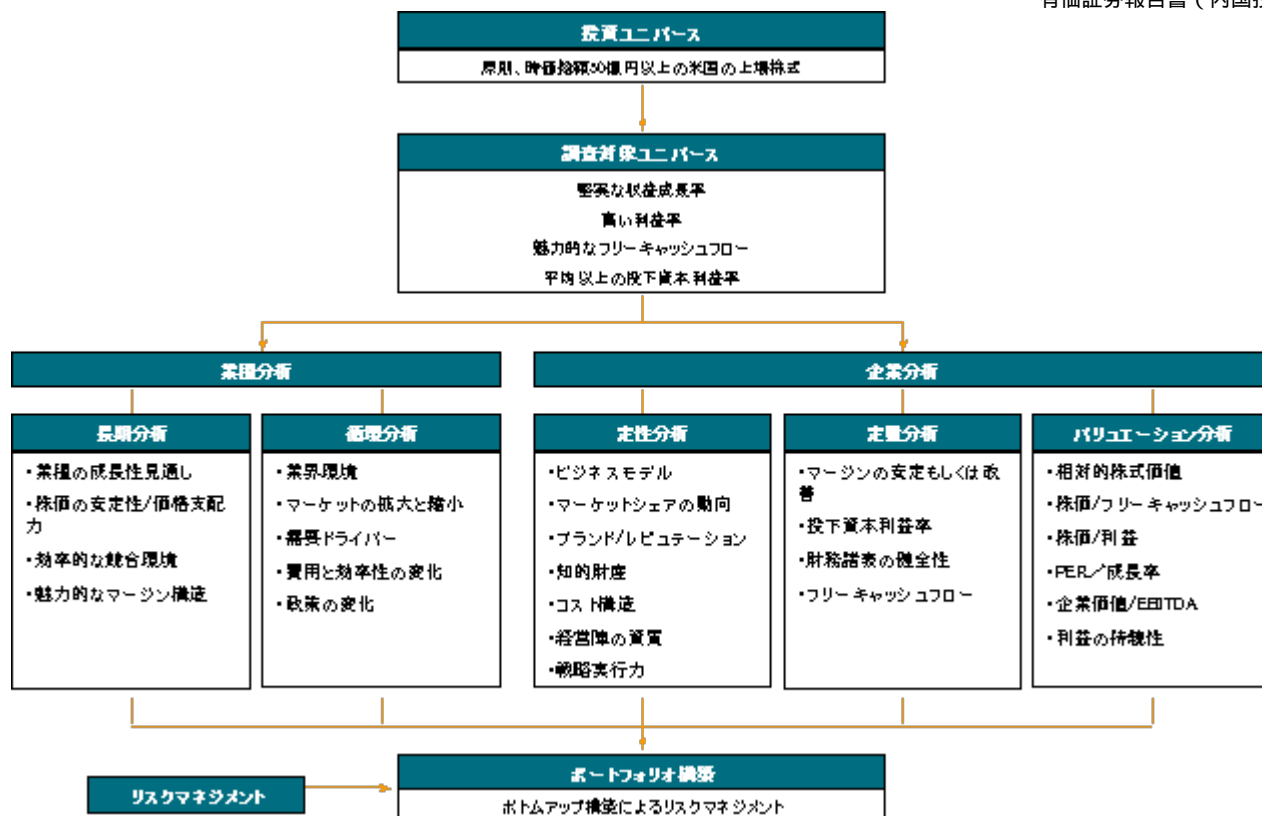 有価証券報告書(内国投
投資ユニバース
原則、時価総額50億円以上の米国の上場株式
調査対象ユニバース
堅実な収益成長率
高い利益率
魅力的なフリーキャッシュフロー
平均以上の投下資本利益率
業種分析
企業分析
長期分析
・業種の成長性見通し
・株価の安定性/価格支配
力
・効率的な競合環境
・魅力的なマージン構造
循環分析
・業界環境
・マーケットの拡大と縮小
・需要ドライバー
・費用と効率性の変化
・政策の変化
定性分析
・ビジネスモデル
・マーケットシェアの動向
・ブランド/レピュテーション
・知的財産
・コスト構造
・経営陣の資質
・戦略実行力
定量分析
・マージンの安定もしくは改
善
・投下資本利益率
・財務諸表の健全性
・フリーキャッシュフロー
バリュエーション分析
・相対的株式価値
・株価/フリーキャッシュフロー
・株価/利益
・PER/成長率
・企業価値/EBITDA
・利益の持続性
リスクマネジメント
ポートフォリオ構築
ボトムアップ構築によるリスクマネジメント